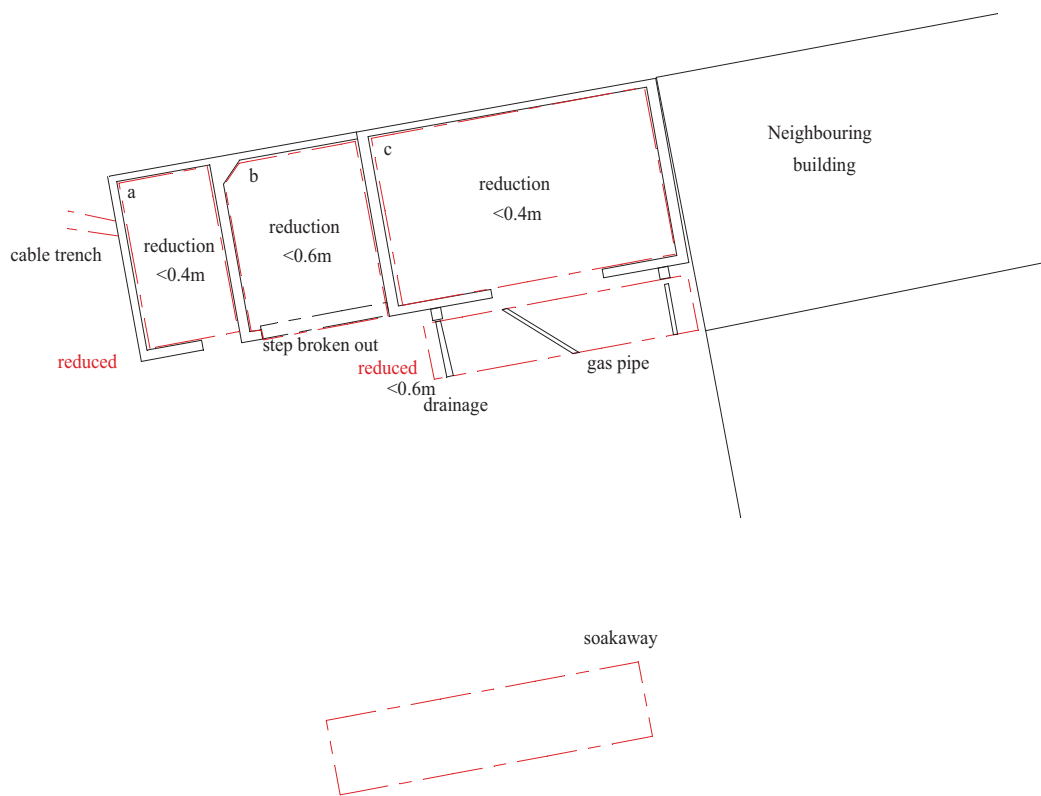 Neighbouring
building
c
b
a
reduction
<0.4m
reduction
<0.6m
reduction
<0.4m
cable trench
step broken out
reduced
reduced
<0.6m
gas pipe
drainage
soakaway